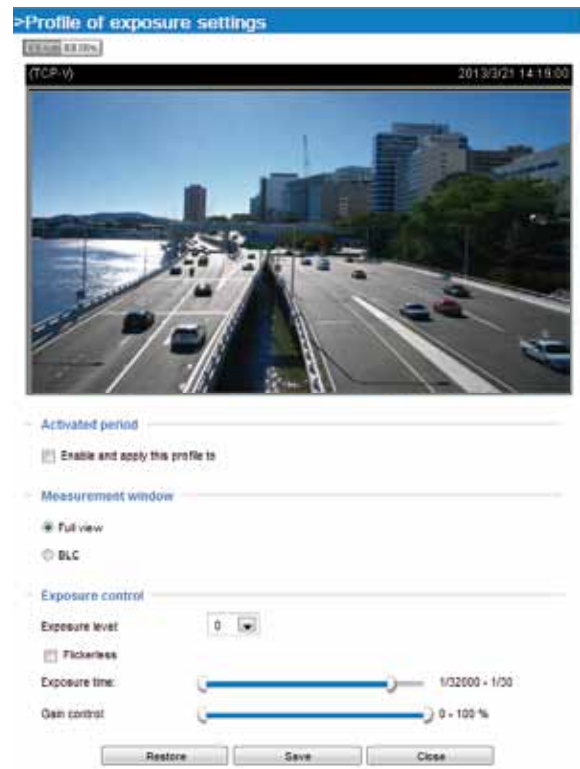 >Profile of exposure settings
(TCP-V) 2013/3/21 14:19:00
Activated period
Enable and apply this profile to
Measurement window
Full view
BLC
Exposure control
Exposure level: 0
Flickerless
Exposure time: 1/32000 - 1/30
Gain control: 0 - 100 %
Restore Save Close